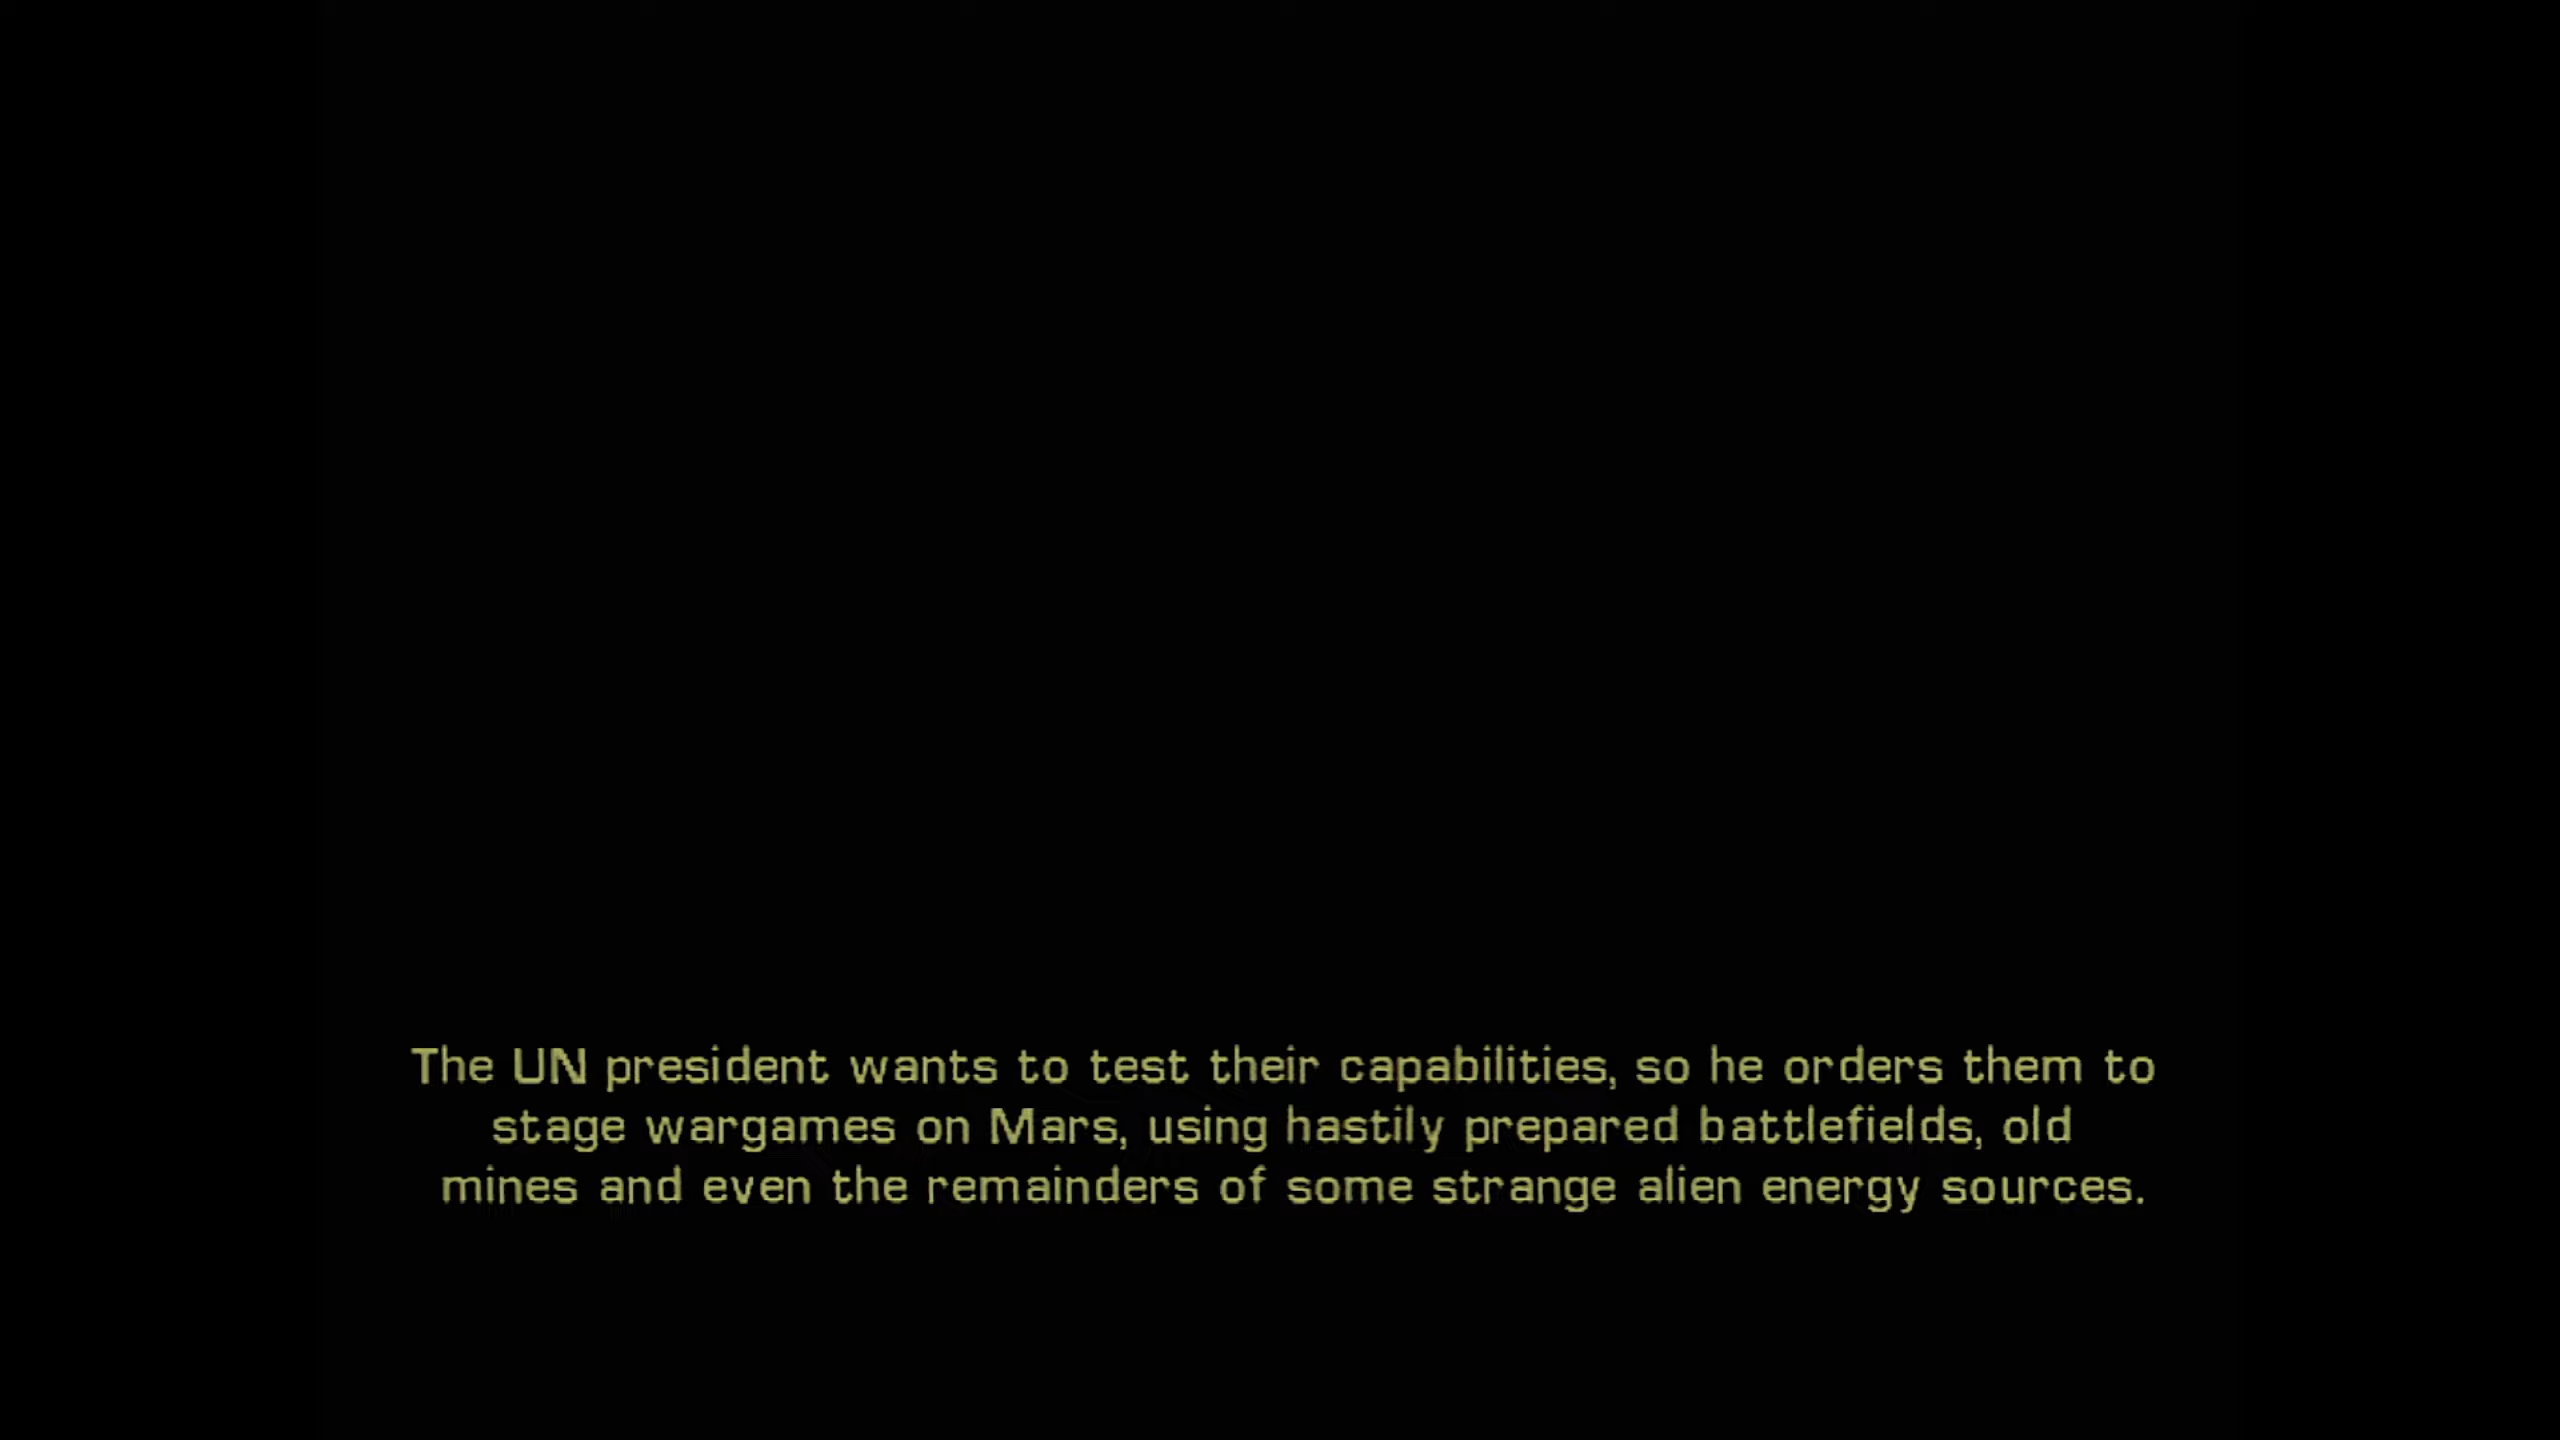 The UN president wants to test their capabilities, so he orders them to
stage wargames on Mars, using hastily prepared battlefields, old
mines and even the remainders of some strange alien energy sources.